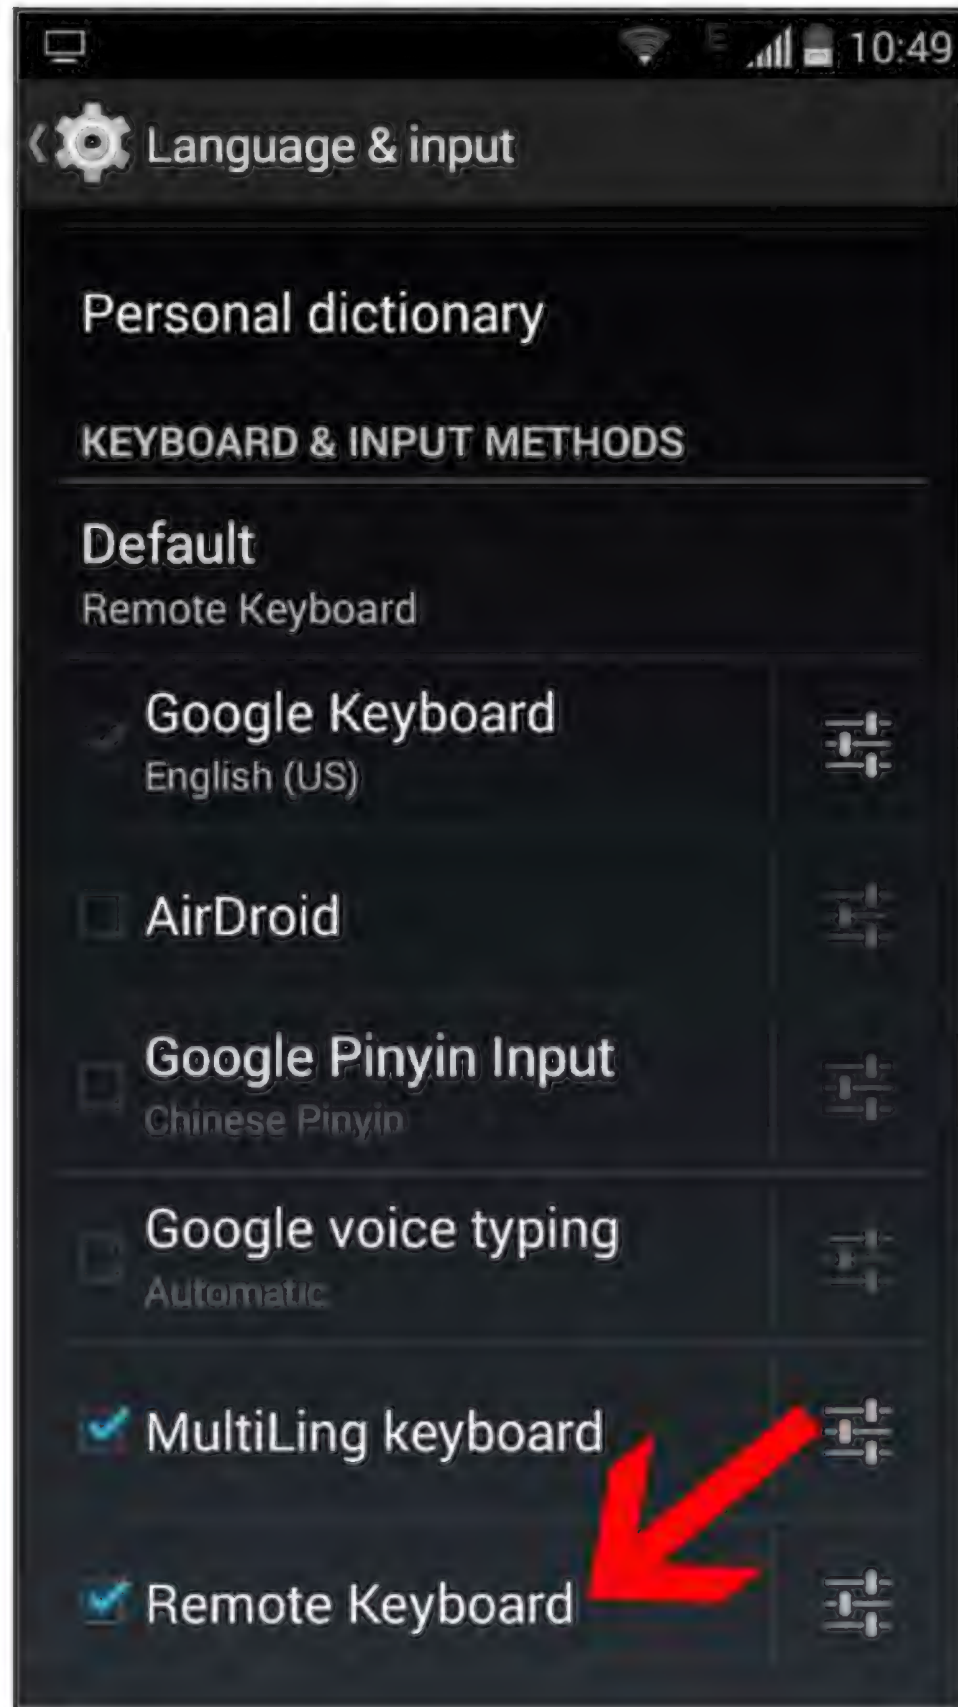 E 10:49
Language & input
Personal dictionary
KEYBOARD & INPUT METHODS
Default
Remote Keyboard
Google Keyboard
English (US)
AirDroid
Google Pinyin Input
Chinese Pinyin
Google voice typing
Automatic
MultiLing keyboard
Remote Keyboard